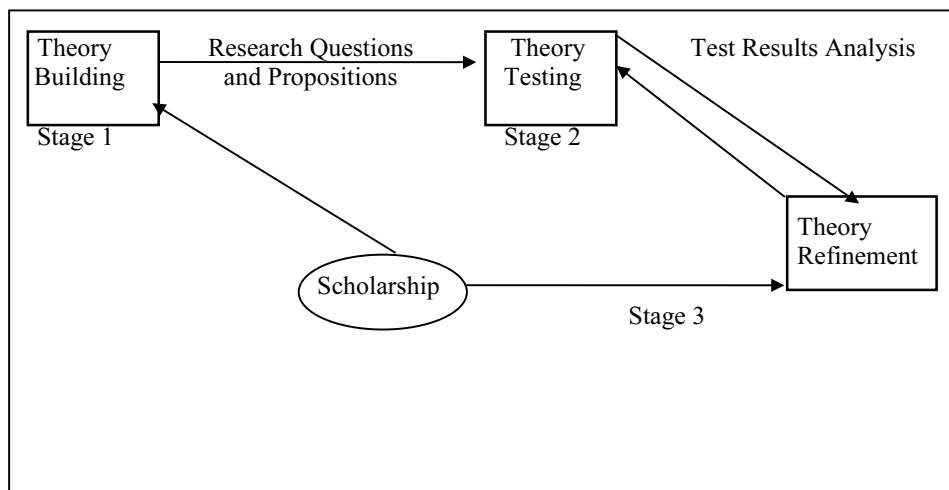 Theory
Building
Stage 1
Research Questions
and Propositions
Theory
Testing
Stage 2
Test Results Analysis
Theory
Refinement
Scholarship
Stage 3